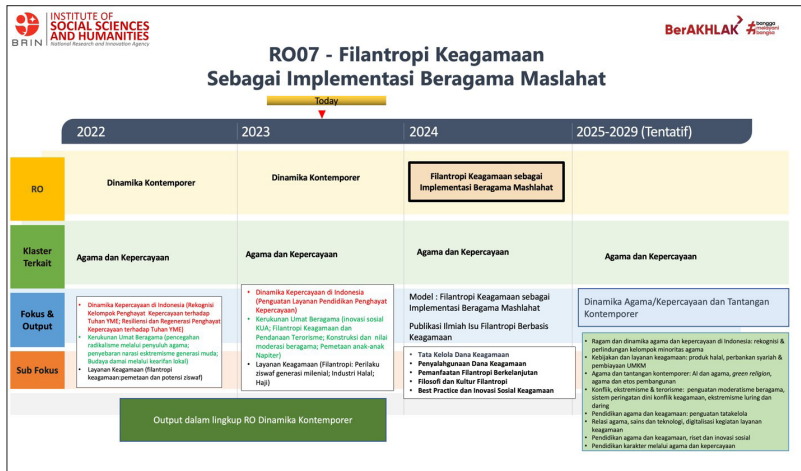 BRIN
INSTITUTE OF
SOCIAL SCIENCES
AND HUMANITIES
National Research and Innovation Agency
BerAKHLAK
#bangga
melayani
bangsa
RO07 - Filantropi Keagamaan
Sebagai Implementasi Beragama Maslahat
Today
2022
2023
2024
2025-2029 (Tentatif)
RO
Dinamika Kontemporer
Dinamika Kontemporer
Filantropi Keagamaan sebagai
Implementasi Beragama Mashlahat
Klaster
Terkait
Agama dan Kepercayaan
Agama dan Kepercayaan
Agama dan Kepercayaan
Agama dan Kepercayaan
Fokus &
Output
Sub Fokus
• Dinamika Kepercayaan di Indonesia (Rekognisi
Kelompok Penghayat Kepercayaan terhadap
Tuhan YME; Resiliensi dan Regenerasi Penghayat
Kepercayaan terhadap Tuhan YME)
• Kerukunan Umat Beragama (pencegahan
radikalisme melalui penyuluh agama;
penyebaran narasi esktremisme generasi muda;
Budaya damai melalui kearifan lokal)
• Layanan Keagamaan (filantropi
keagamaan:pemetaan dan potensi ziswaf)
• Dinamika Kepercayaan di Indonesia
(Penguatan Layanan Pendidikan Penghayat
Kepercayaan)
• Kerukunan Umat Beragama (inovasi sosial
KUA; Filantropi Keagamaan dan
Pendanaan Terorisme; Konstruksi dan nilai
moderasi beragama; Pemetaan anak-anak
Napiter)
• Layanan Keagamaan (Filantropi: Perilaku
ziswaf generasi milenial; Industri Halal;
Haji)
Model : Filantropi Keagamaan sebagai
Implementasi Beragama Mashlahat
Publikasi Ilmiah Isu Filantropi Berbasis
Keagamaan
• Tata Kelola Dana Keagamaan
• Penyalahgunaan Dana Keagamaan
• Pemanfaatan Filantropi Berkelanjutan
• Filosofi dan Kultur Filantropi
• Best Practice dan Inovasi Sosial Keagamaan
Dinamika Agama/Kepercayaan dan Tantangan
Kontemporer
• Ragam dan dinamika agama dan kepercayaan di Indonesia: rekognisi &
perlindungan kelompok minoritas agama
• Kebijakan dan layanan keagamaan: produk halal, perbankan syariah &
pembiayaan UMKM
• Agama dan tantangan kontemporer: AI dan agama, green religion,
agama dan etos pembangunan
• Konflik, ekstremisme & terorisme: penguatan moderatisme beragama,
sistem peringatan dini konflik keagamaan, ekstremisme luring dan
daring
• Pendidikan agama dan keagamaan: penguatan tatakelola
• Relasi agama, sains dan teknologi, digitalisasi kegiatan layanan
keagamaan
• Pendidikan agama dan keagamaan, riset dan inovasi sosial
• Pendidikan karakter melalui agama dan kepercayaan
Output dalam lingkup RO Dinamika Kontemporer